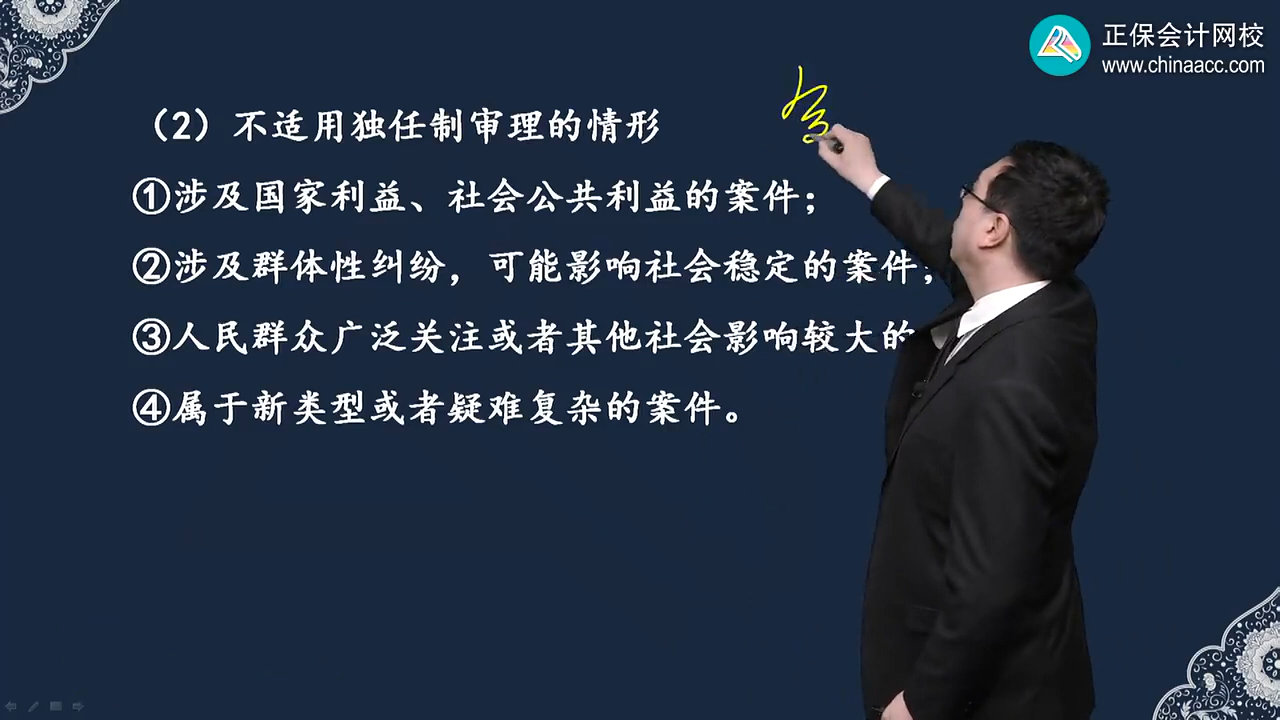 正保会计网校
www.chinaacc.com
（2）不适用独任制审理的情形
①涉及国家利益、社会公共利益的案件；
②涉及群体性纠纷，可能影响社会稳定的案件；
③人民群众广泛关注或者其他社会影响较大的
④属于新类型或者疑难复杂的案件。